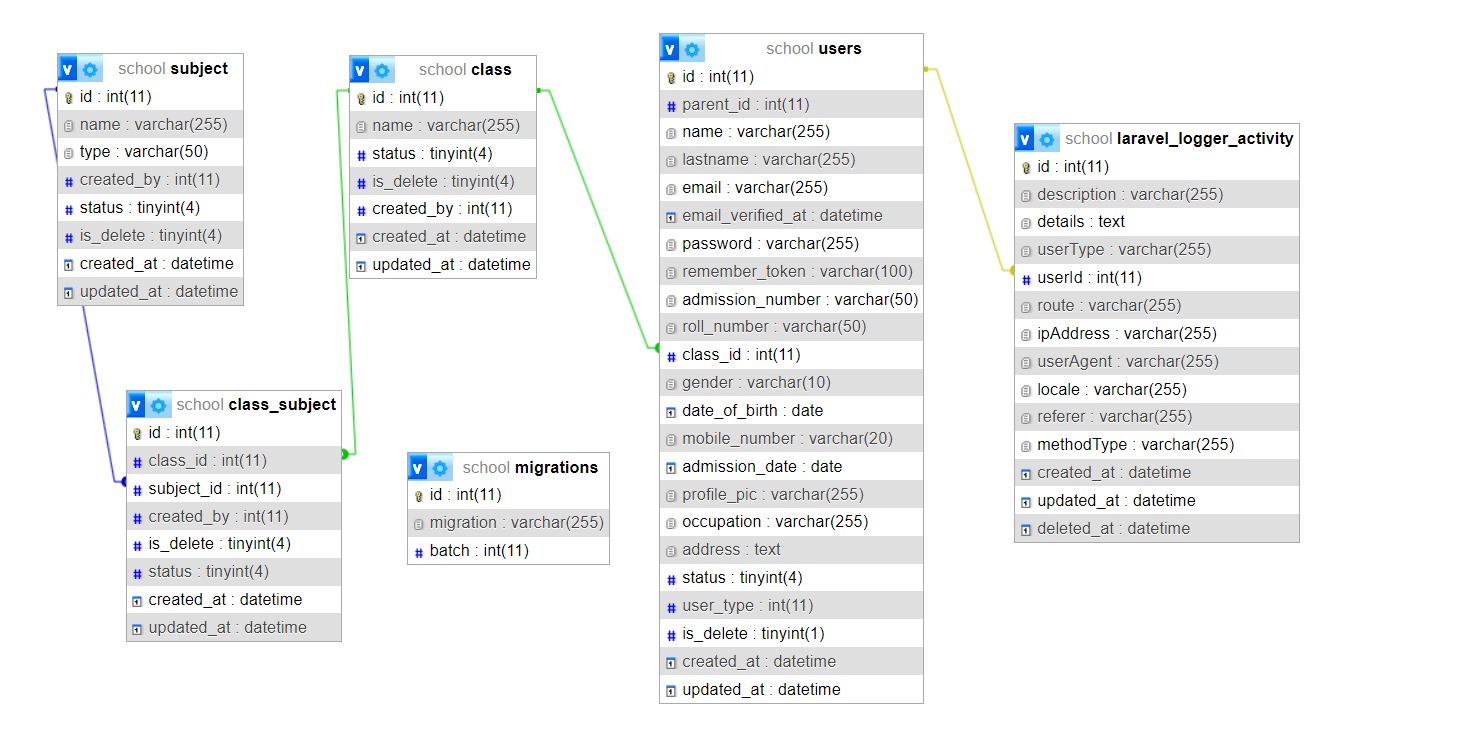 v school subject
id : int(11)
name : varchar(255)
type : varchar(50)
created_by : int(11)
status : tinyint(4)
is_delete : tinyint(4)
created_at : datetime
updated_at : datetime
v school class
id : int(11)
name : varchar(255)
status : tinyint(4)
is_delete : tinyint(4)
created_by : int(11)
created_at : datetime
updated_at : datetime
v school users
id : int(11)
parent_id : int(11)
name : varchar(255)
lastname : varchar(255)
email : varchar(255)
email_verified_at : datetime
password : varchar(255)
remember_token : varchar(100)
admission_number : varchar(50)
roll_number : varchar(50)
class_id : int(11)
gender : varchar(10)
date_of_birth : date
mobile_number : varchar(20)
admission_date : date
profile_pic : varchar(255)
occupation : varchar(255)
address : text
status : tinyint(4)
user_type : int(11)
is_delete : tinyint(1)
created_at : datetime
updated_at : datetime
v school laravel_logger_activity
id : int(11)
description : varchar(255)
details : text
userType : varchar(255)
userId : int(11)
route : varchar(255)
ipAddress : varchar(255)
userAgent : varchar(255)
locale : varchar(255)
referer : varchar(255)
methodType : varchar(255)
created_at : datetime
updated_at : datetime
deleted_at : datetime
v school class_subject
id : int(11)
class_id : int(11)
subject_id : int(11)
created_by : int(11)
is_delete : tinyint(4)
status : tinyint(4)
created_at : datetime
updated_at : datetime
v school migrations
id : int(11)
migration : varchar(255)
batch : int(11)